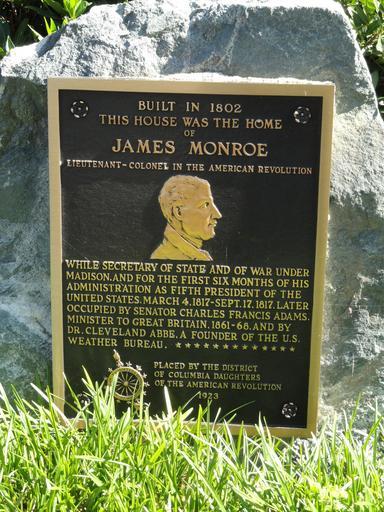 BUILT IN 1802
THIS HOUSE WAS THE HOME
OF
JAMES MONROE
LIEUTENANT-COLONEL IN THE AMERICAN REVOLUTION
WHILE SECRETARY OF STATE AND OF WAR UNDER
MADISON, AND FOR THE FIRST SIX MONTHS OF HIS
ADMINISTRATION AS FIFTH PRESIDENT OF THE
UNITED STATES, MARCH 4, 1817-SEPT. 17, 1817. LATER
OCCUPIED BY SENATOR CHARLES FRANCIS ADAMS,
MINISTER TO GREAT BRITAIN, 1861-68, AND BY
DR. CLEVELAND ABBE, A FOUNDER OF THE U.S.
WEATHER BUREAU. ★ ★ ★ ★ ★ ★ ★ ★ ★ ★ ★ ★ ★
PLACED BY THE DISTRICT
OF COLUMBIA DAUGHTERS
OF THE AMERICAN REVOLUTION
1923